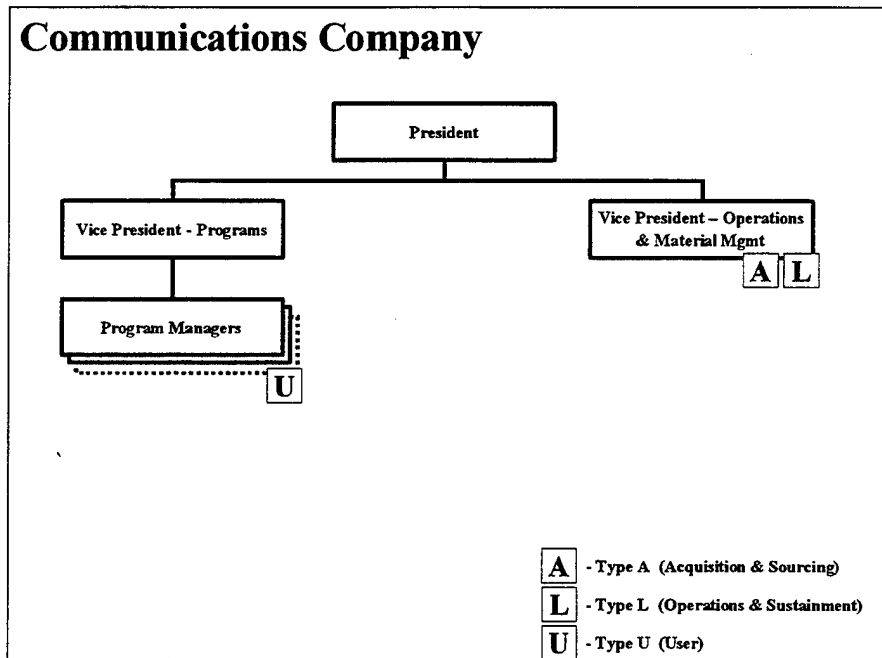 Communications Company
President
Vice President - Programs
Vice President – Operations
& Material Mgmt
A L
Program Managers
U
A - Type A (Acquisition & Sourcing)
L - Type L (Operations & Sustainment)
U - Type U (User)